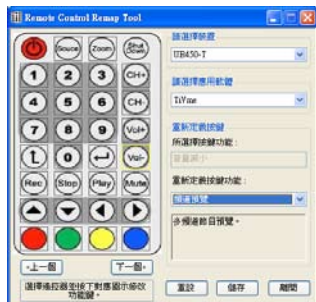 Remote Control Remap Tool
Souce Zoom Shut Down
1 2 3 CH+
4 5 6 CH-
7 8 9 Vol+
0 Vol-
Rec Stop Play Mute
上一個 下一個
選擇遙控器並按下對應圖示修改
功能鍵。
請選擇裝置
UB450-T
請選擇應用軟體
TiVme
重新定義按鍵
所選擇按鍵功能:
音量減小
重新定義按鍵功能:
頻道預覽
多頻道節目預覽。
重設 儲存 離開